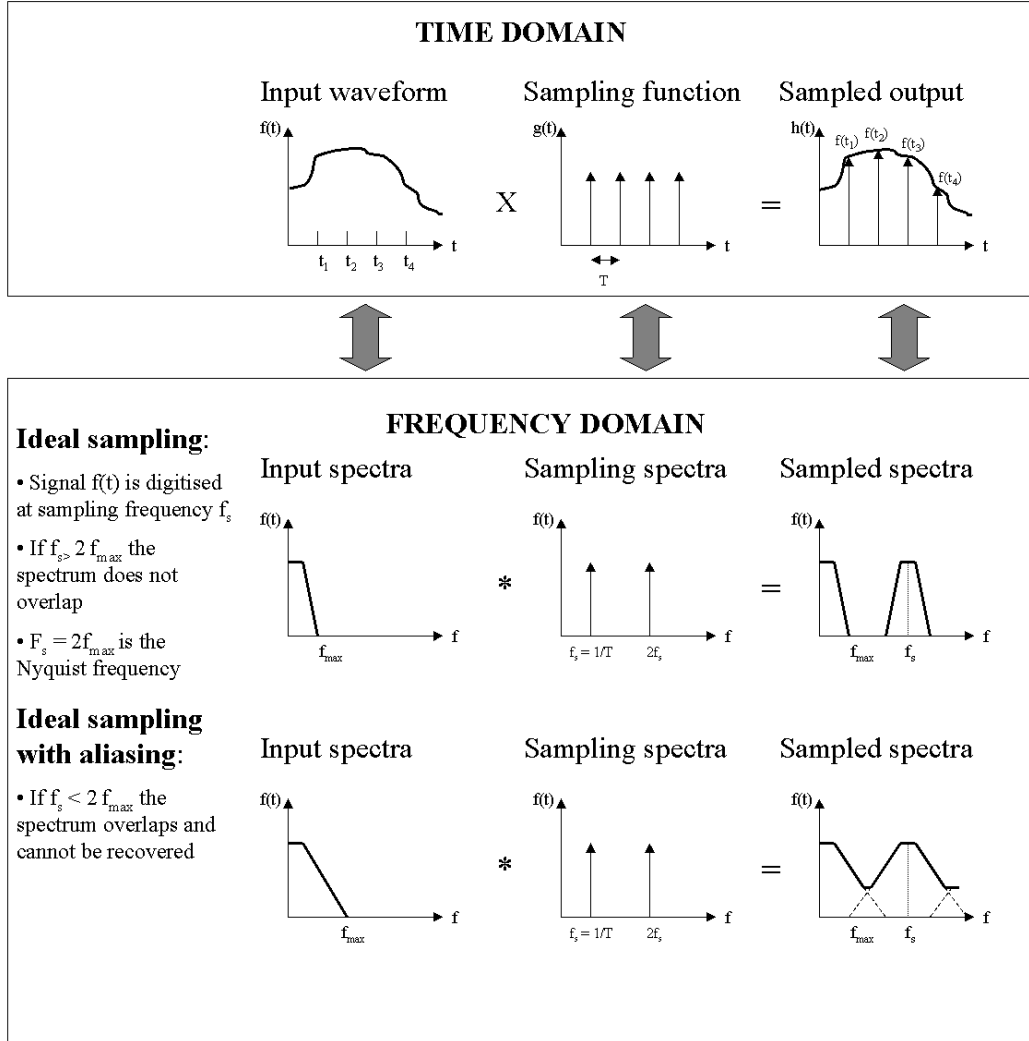 TIME DOMAIN
Input waveform
Sampling function
Sampled output
f(t)
t
t₁ t₂ t₃ t₄
X
g(t)
t
T
=
h(t)
f(t₁)
f(t₂)
f(t₃)
f(t₄)
t
FREQUENCY DOMAIN
Ideal sampling:
• Signal f(t) is digitised
at sampling frequency fₛ
• If fₛ> 2 fₘₐₓ the
spectrum does not
overlap
• Fₛ = 2fₘₐₓ is the
Nyquist frequency
Input spectra
Sampling spectra
Sampled spectra
f(t)
f
fₘₐₓ
*
fₛ = 1/T
2fₛ
f
=
f(t)
fₘₐₓ
fₛ
f
Ideal sampling
with aliasing:
• If fₛ < 2 fₘₐₓ the
spectrum overlaps and
cannot be recovered
Input spectra
Sampling spectra
Sampled spectra
f(t)
f
fₘₐₓ
*
fₛ = 1/T
2fₛ
f
=
f(t)
fₘₐₓ
fₛ
f